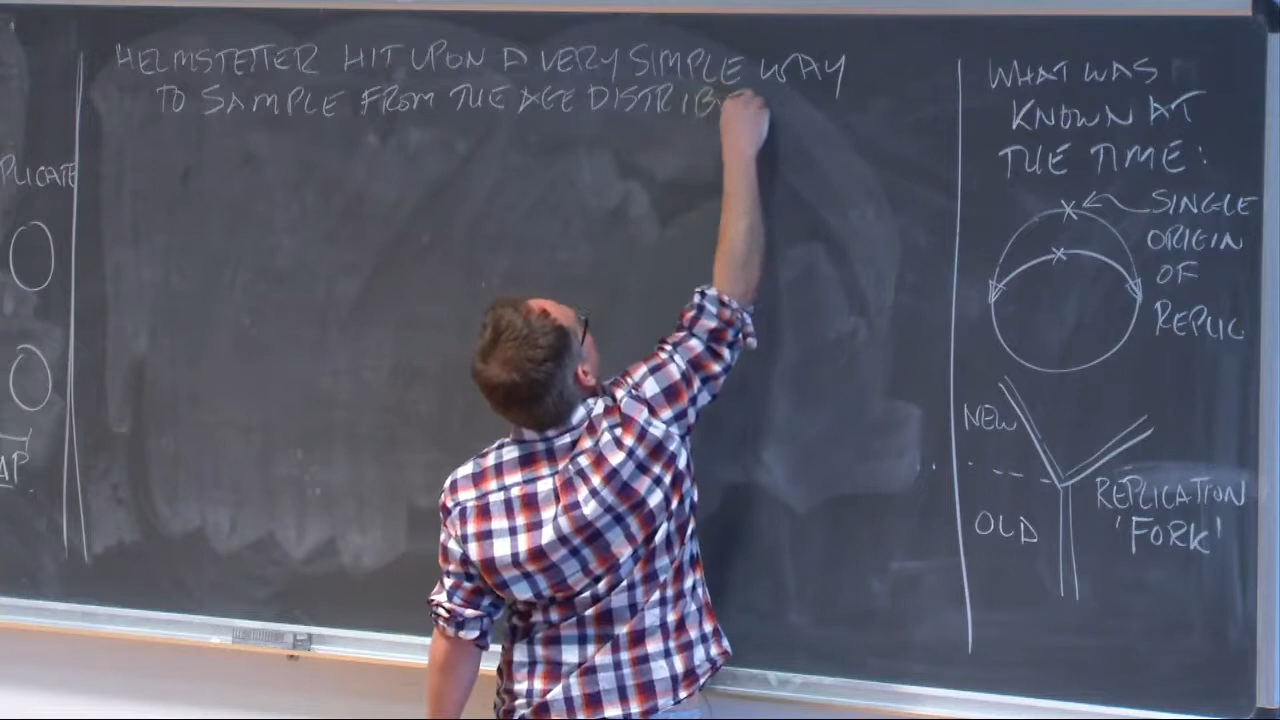 PLICATE
AP
HELMSTETTER HIT UPON A VERY SIMPLE WAY
TO SAMPLE FROM THE AGE DISTRIB
WHAT WAS
KNOWN AT
THE TIME:
SINGLE
ORIGIN
OF
REPLIC
NEW
OLD
REPLICATION
'FORK'